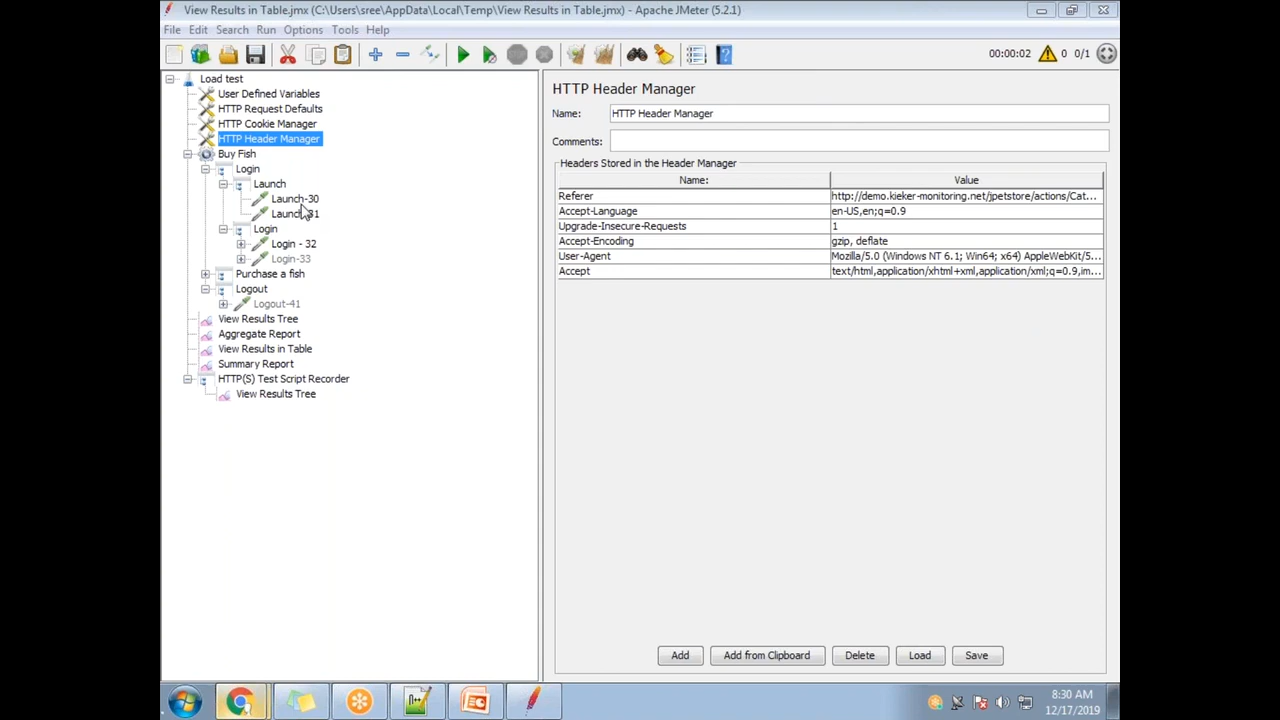 View Results in Table.jmx (C:\Users\sree\AppData\Local\Temp\View Results in Table.jmx) - Apache JMeter (5.2.1)
File Edit Search Run Options Tools Help
00:00:02 0 0/1
Load test
User Defined Variables
HTTP Request Defaults
HTTP Cookie Manager
HTTP Header Manager
Buy Fish
Login
Launch
Launch-30
Launch-31
Login
Login - 32
Login-33
Purchase a fish
Logout
Logout-41
View Results Tree
Aggregate Report
View Results in Table
Summary Report
HTTP(S) Test Script Recorder
View Results Tree
HTTP Header Manager
Name: HTTP Header Manager
Comments:
Headers Stored in the Header Manager
Name: Value
Referer http://demo.kieker-monitoring.net/jpetstore/actions/Cat...
Accept-Language en-US,en;q=0.9
Upgrade-Insecure-Requests 1
Accept-Encoding gzip, deflate
User-Agent Mozilla/5.0 (Windows NT 6.1; Win64; x64) AppleWebKit/5...
Accept text/html,application/xhtml+xml,application/xml;q=0.9,im...
Add Add from Clipboard Delete Load Save
8:30 AM
12/17/2019